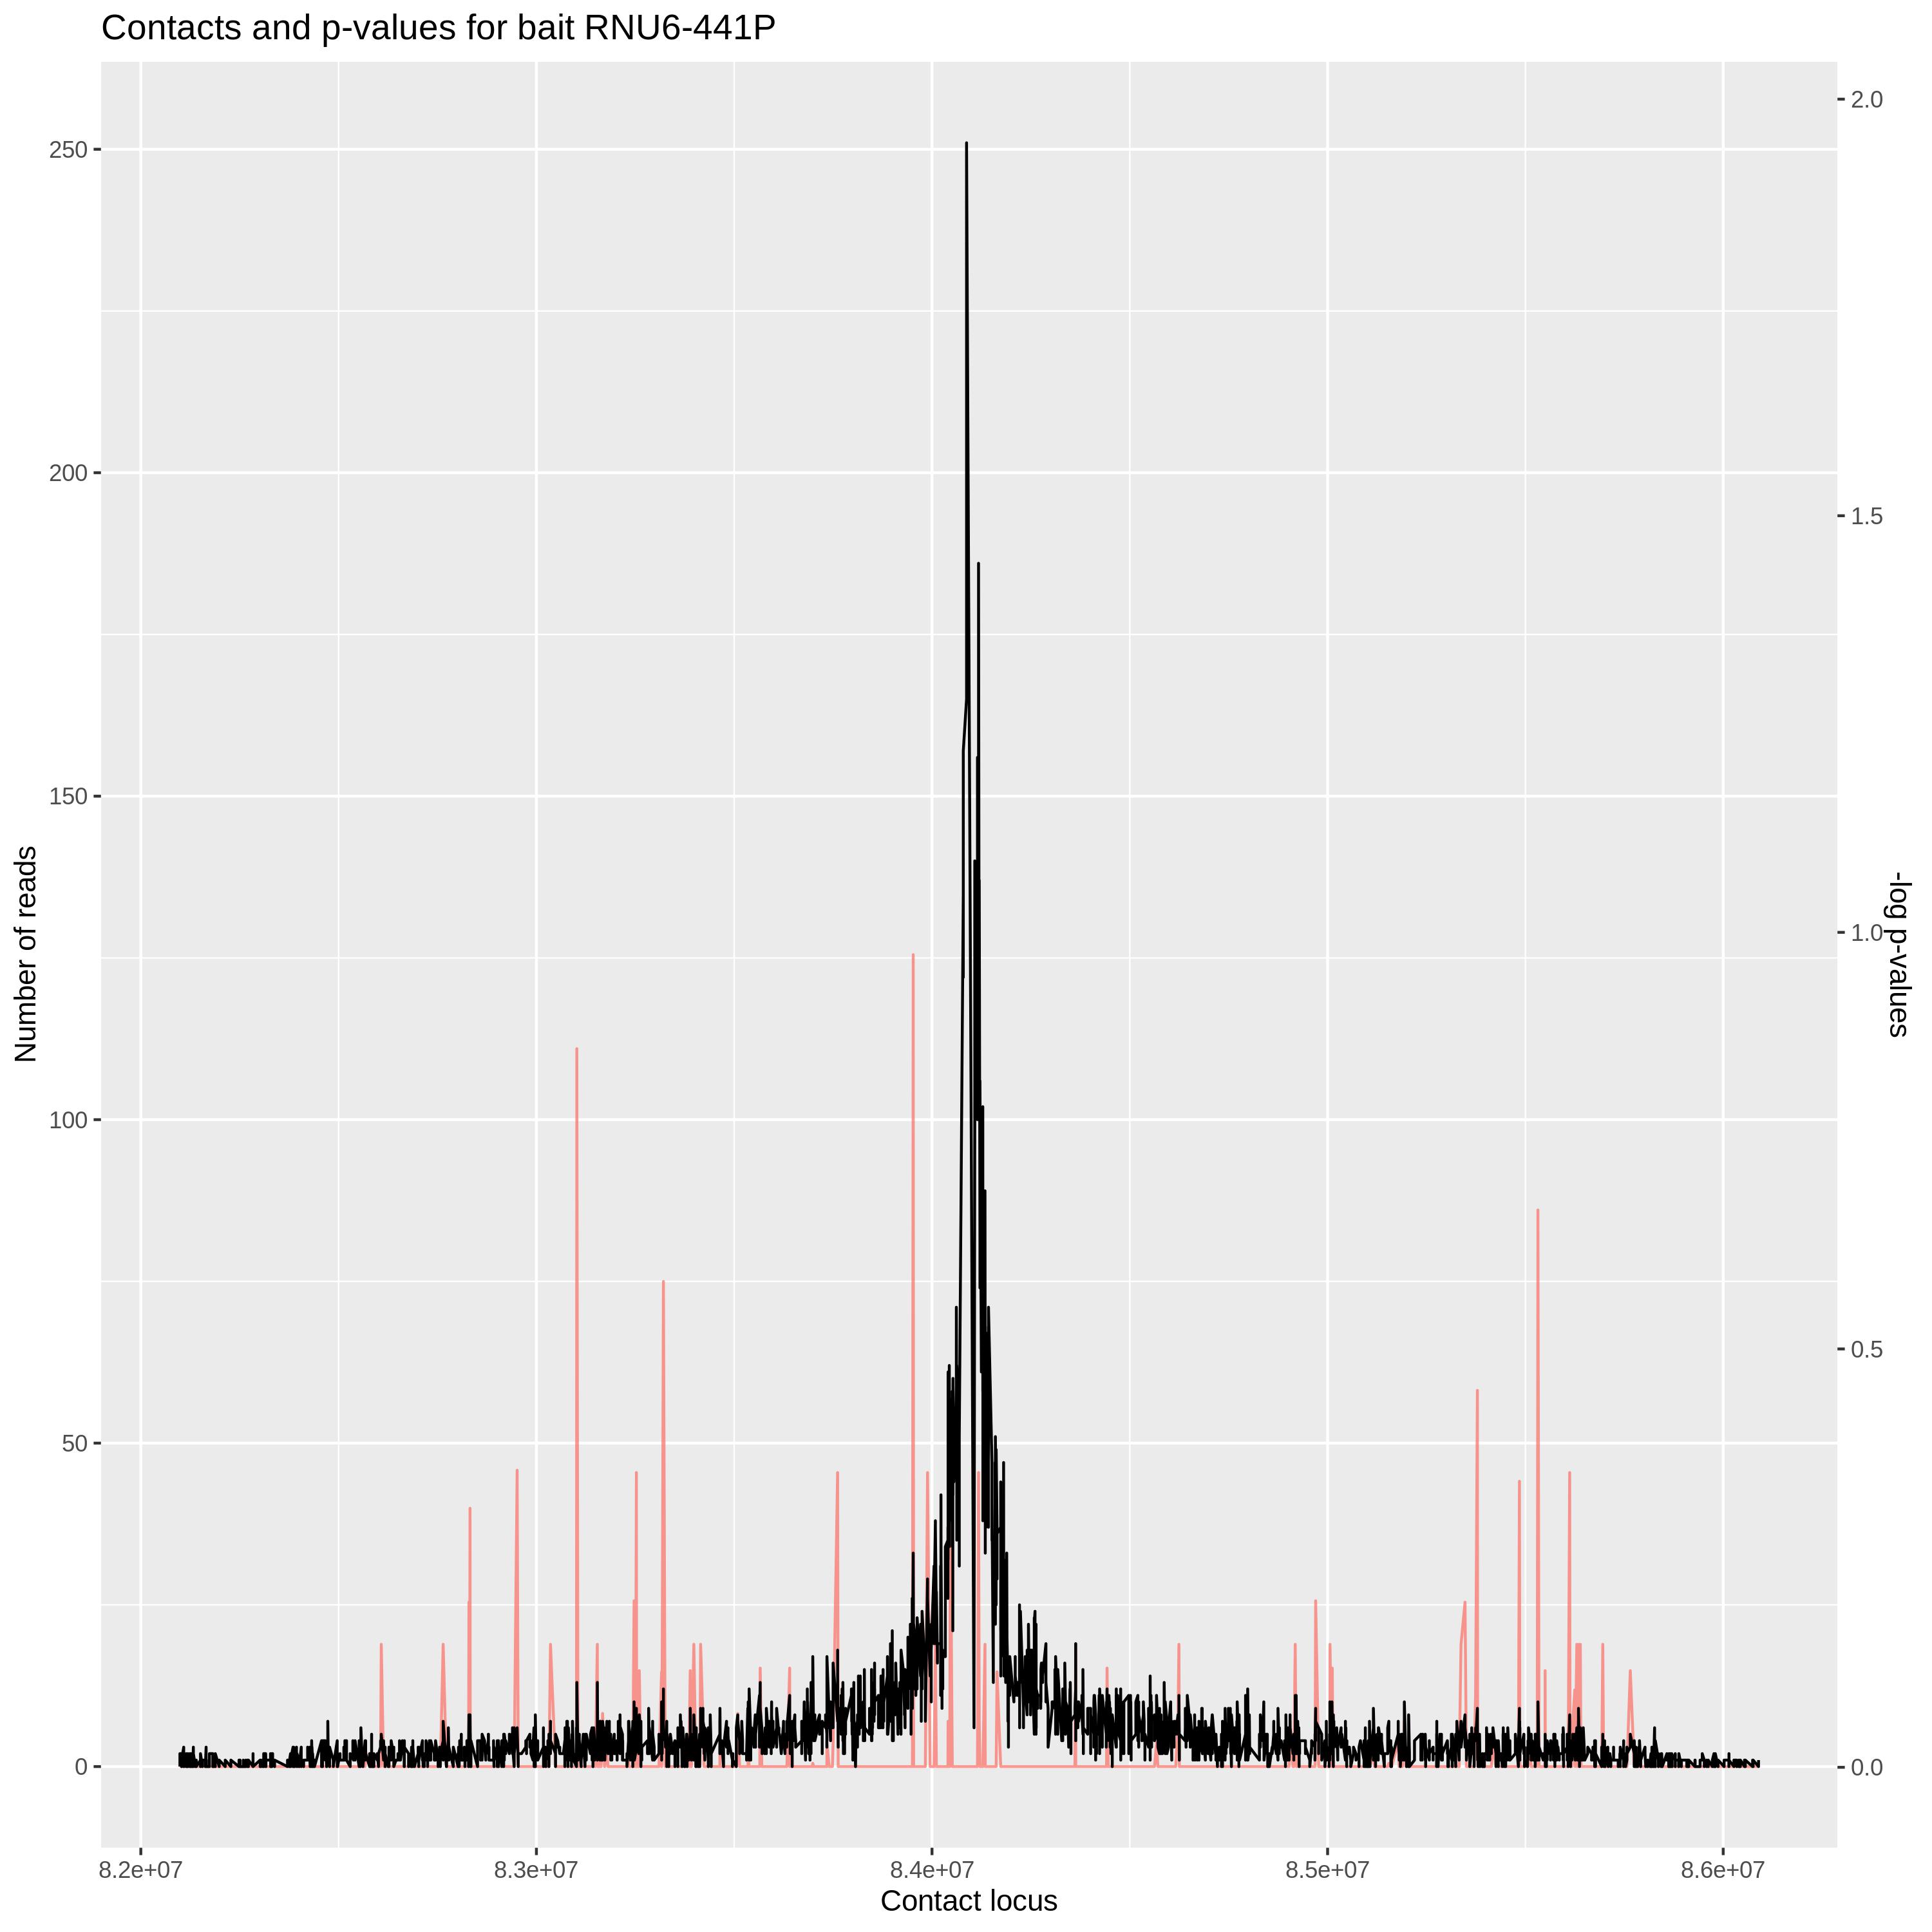 Contacts and p-values for bait RNU6-441P
250
200
150
100
50
0
Number of reads
2.0
1.5
1.0
0.5
0.0
-log p-values
8.2e+07
8.3e+07
8.4e+07
8.5e+07
8.6e+07
Contact locus